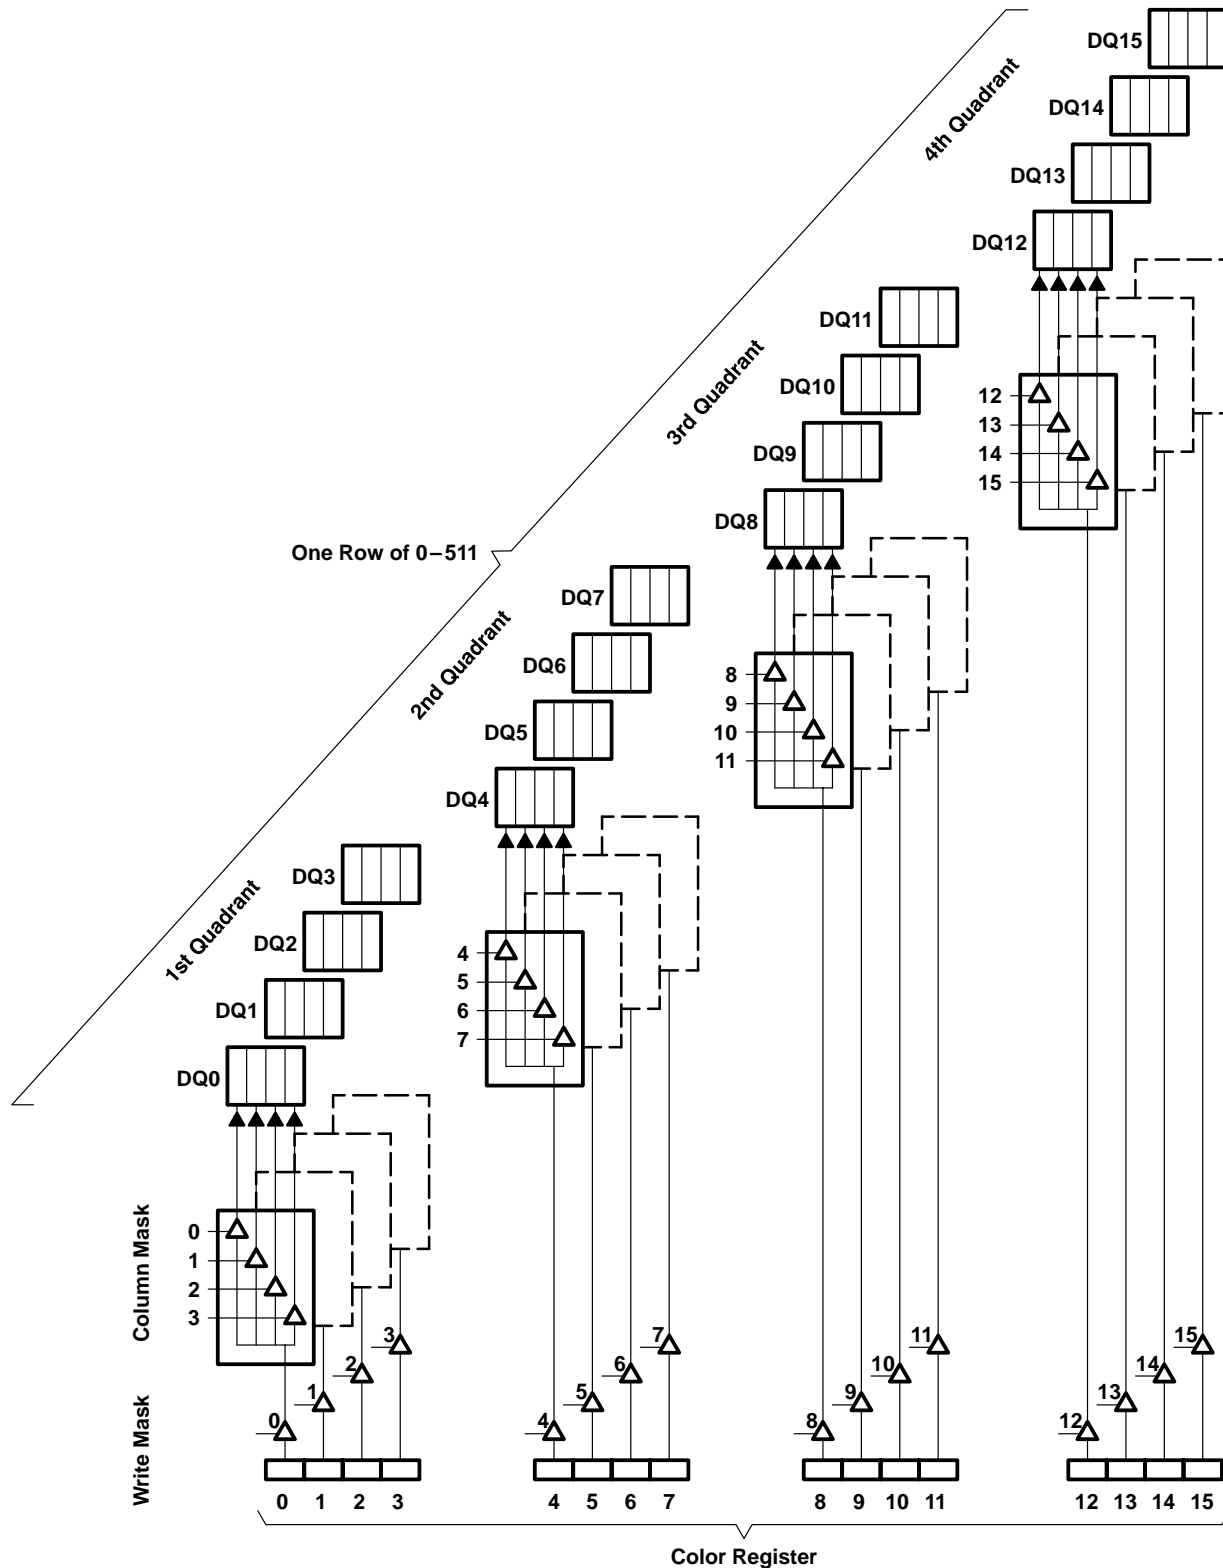 DQ15
DQ14
4th Quadrant
DQ13
DQ12
DQ11
3rd Quadrant
DQ10
12
13
DQ9
14
15
DQ8
One Row of 0–511
DQ7
2nd Quadrant
DQ6
8
9
DQ5
10
11
DQ4
DQ3
1st Quadrant
DQ2
4
5
DQ1
6
7
DQ0
Column Mask
0
1
2
3
3 7 11 15
2 6 10 14
1 5 9 13
0 4 8 12
Write Mask
0 1 2 3 4 5 6 7 8 9 10 11 12 13 14 15
Color Register